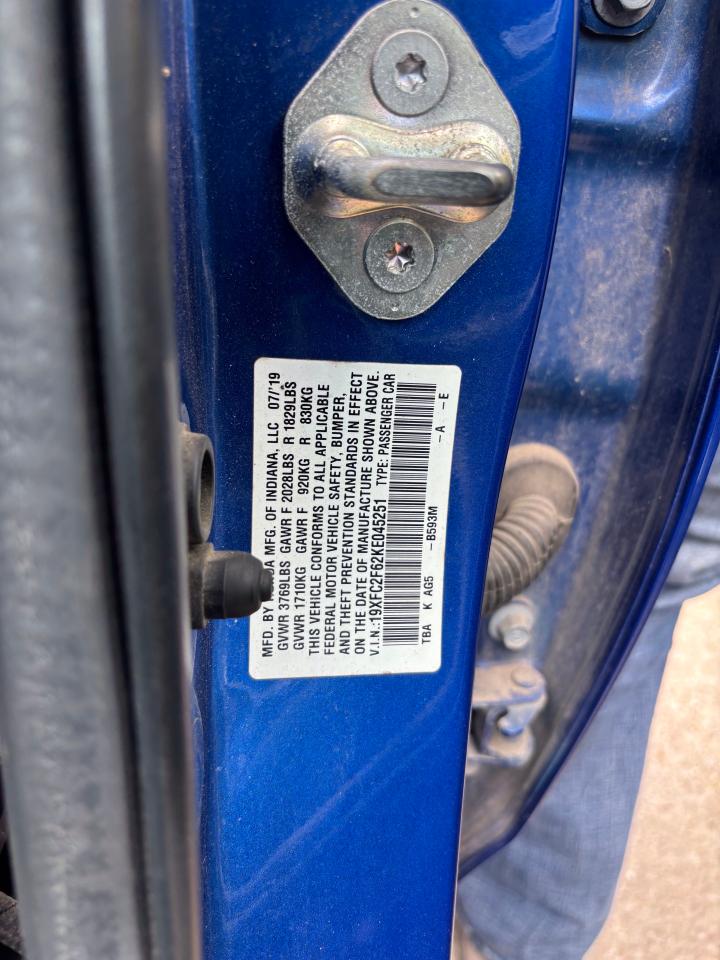 MFD. BY HONDA MFG. OF INDIANA, LLC 07/'19
GVWR 3769LBS GAWR F 2028LBS R 1829LBS
GVWR 1710KG GAWR F 920KG R 830KG
THIS VEHICLE CONFORMS TO ALL APPLICABLE
FEDERAL MOTOR VEHICLE SAFETY, BUMPER,
AND THEFT PREVENTION STANDARDS IN EFFECT
ON THE DATE OF MANUFACTURE SHOWN ABOVE.
V.I.N.:19XFC2F62KE045251 TYPE: PASSENGER CAR
TBA K AG5 -B593M -A -E